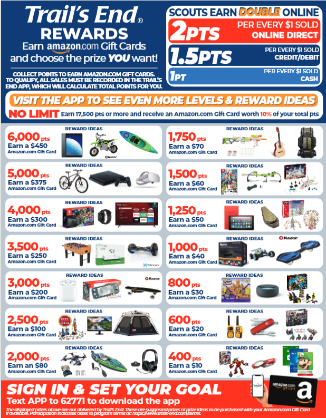 Trail's End®
REWARDS
Earn amazon.com Gift Cards
and choose the prize YOU want!
COLLECT POINTS TO EARN AMAZON.COM GIFT CARDS.
TO QUALIFY, ALL SALES MUST BE RECORDED IN THE TRAIL'S
END APP, WHICH WILL CALCULATE TOTAL POINTS FOR YOU.
SCOUTS EARN DOUBLE ONLINE
2PTS
PER EVERY $1 SOLD
ONLINE DIRECT
1.5PTS
PER EVERY $1 SOLD
CREDIT/DEBIT
1PT
PER EVERY $1 SOLD
CASH
VISIT THE APP TO SEE EVEN MORE LEVELS & REWARD IDEAS
NO LIMIT Earn 17,500 pts or more and receive an Amazon.com Gift Card worth 10% of your total pts
6,000 pts
Earn a $450
Amazon.com Gift Card
REWARD IDEAS
1,750 pts
Earn a $70
Amazon.com Gift Card
REWARD IDEAS
5,000 pts
Earn a $375
Amazon.com Gift Card
REWARD IDEAS
1,500 pts
Earn a $60
Amazon.com Gift Card
REWARD IDEAS
4,000 pts
Earn a $300
Amazon.com Gift Card
REWARD IDEAS
1,250 pts
Earn a $50
Amazon.com Gift Card
REWARD IDEAS
3,500 pts
Earn a $250
Amazon.com Gift Card
REWARD IDEAS
1,000 pts
Earn a $40
Amazon.com Gift Card
REWARD IDEAS
3,000 pts
Earn a $200
Amazon.com Gift Card
REWARD IDEAS
800 pts
Earn a $30
Amazon.com Gift Card
REWARD IDEAS
2,500 pts
Earn a $100
Amazon.com Gift Card
REWARD IDEAS
600 pts
Earn a $20
Amazon.com Gift Card
REWARD IDEAS
2,000 pts
Earn a $80
Amazon.com Gift Card
REWARD IDEAS
400 pts
Earn a $10
Amazon.com Gift Card
REWARD IDEAS
SIGN IN & SET YOUR GOAL
Text APP to 62771 to download the app